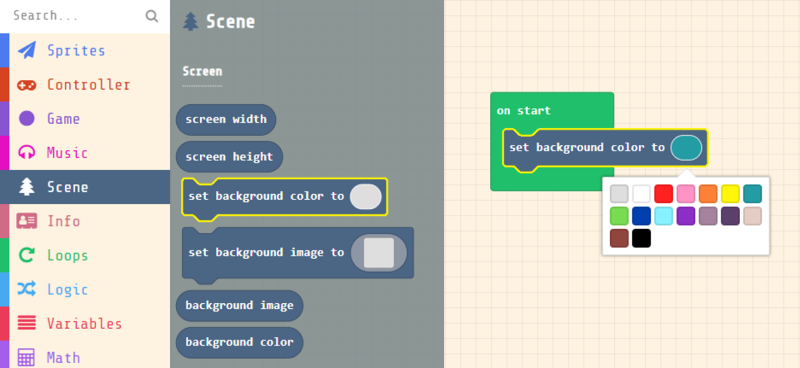 Search...
Sprites
Controller
Game
Music
Scene
Info
Loops
Logic
Variables
Math
Scene
Screen
screen width
screen height
set background color to
set background image to
background image
background color
on start
set background color to